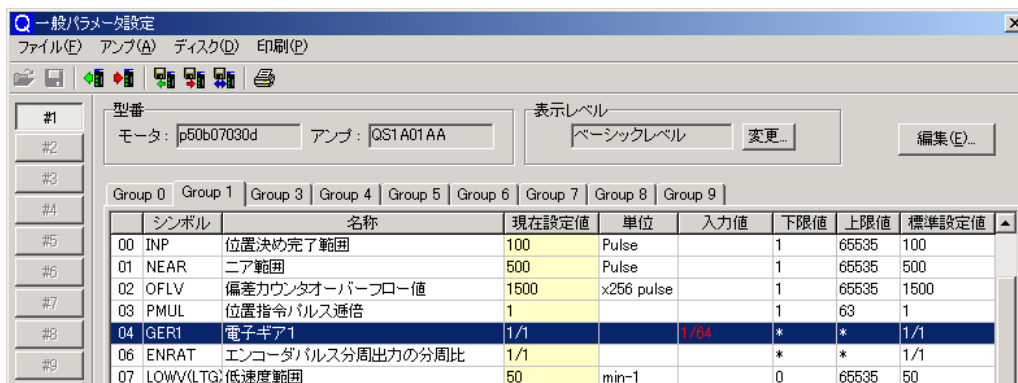 一般パラメータ設定
ファイル(F) アンプ(A) ディスク(D) 印刷(P)
#1
#2
#3
#4
#5
#6
#7
#8
#9
型番
モータ: p50b07030d アンプ: QS1A01AA
表示レベル
ベーシックレベル 変更...
編集(E)...
Group 0 Group 1 Group 3 Group 4 Group 5 Group 6 Group 7 Group 8 Group 9
シンボル 名称 現在設定値 単位 入力値 下限値 上限値 標準設定値
00 INP 位置決め完了範囲 100 Pulse 1 65535 100
01 NEAR ニア範囲 500 Pulse 1 65535 500
02 OFLV 偏差カウンタオーバーフロー値 1500 x256 pulse 1 65535 1500
03 PMUL 位置指令パルス逓倍 1 1 63 1
04 GER1 電子ギア1 1/1 1/64 * * 1/1
06 ENRAT エンコーダパルス分周出力の分周比 1/1 * * 1/1
07 LOWV(LTG) 低速度範囲 50 min-1 0 65535 50